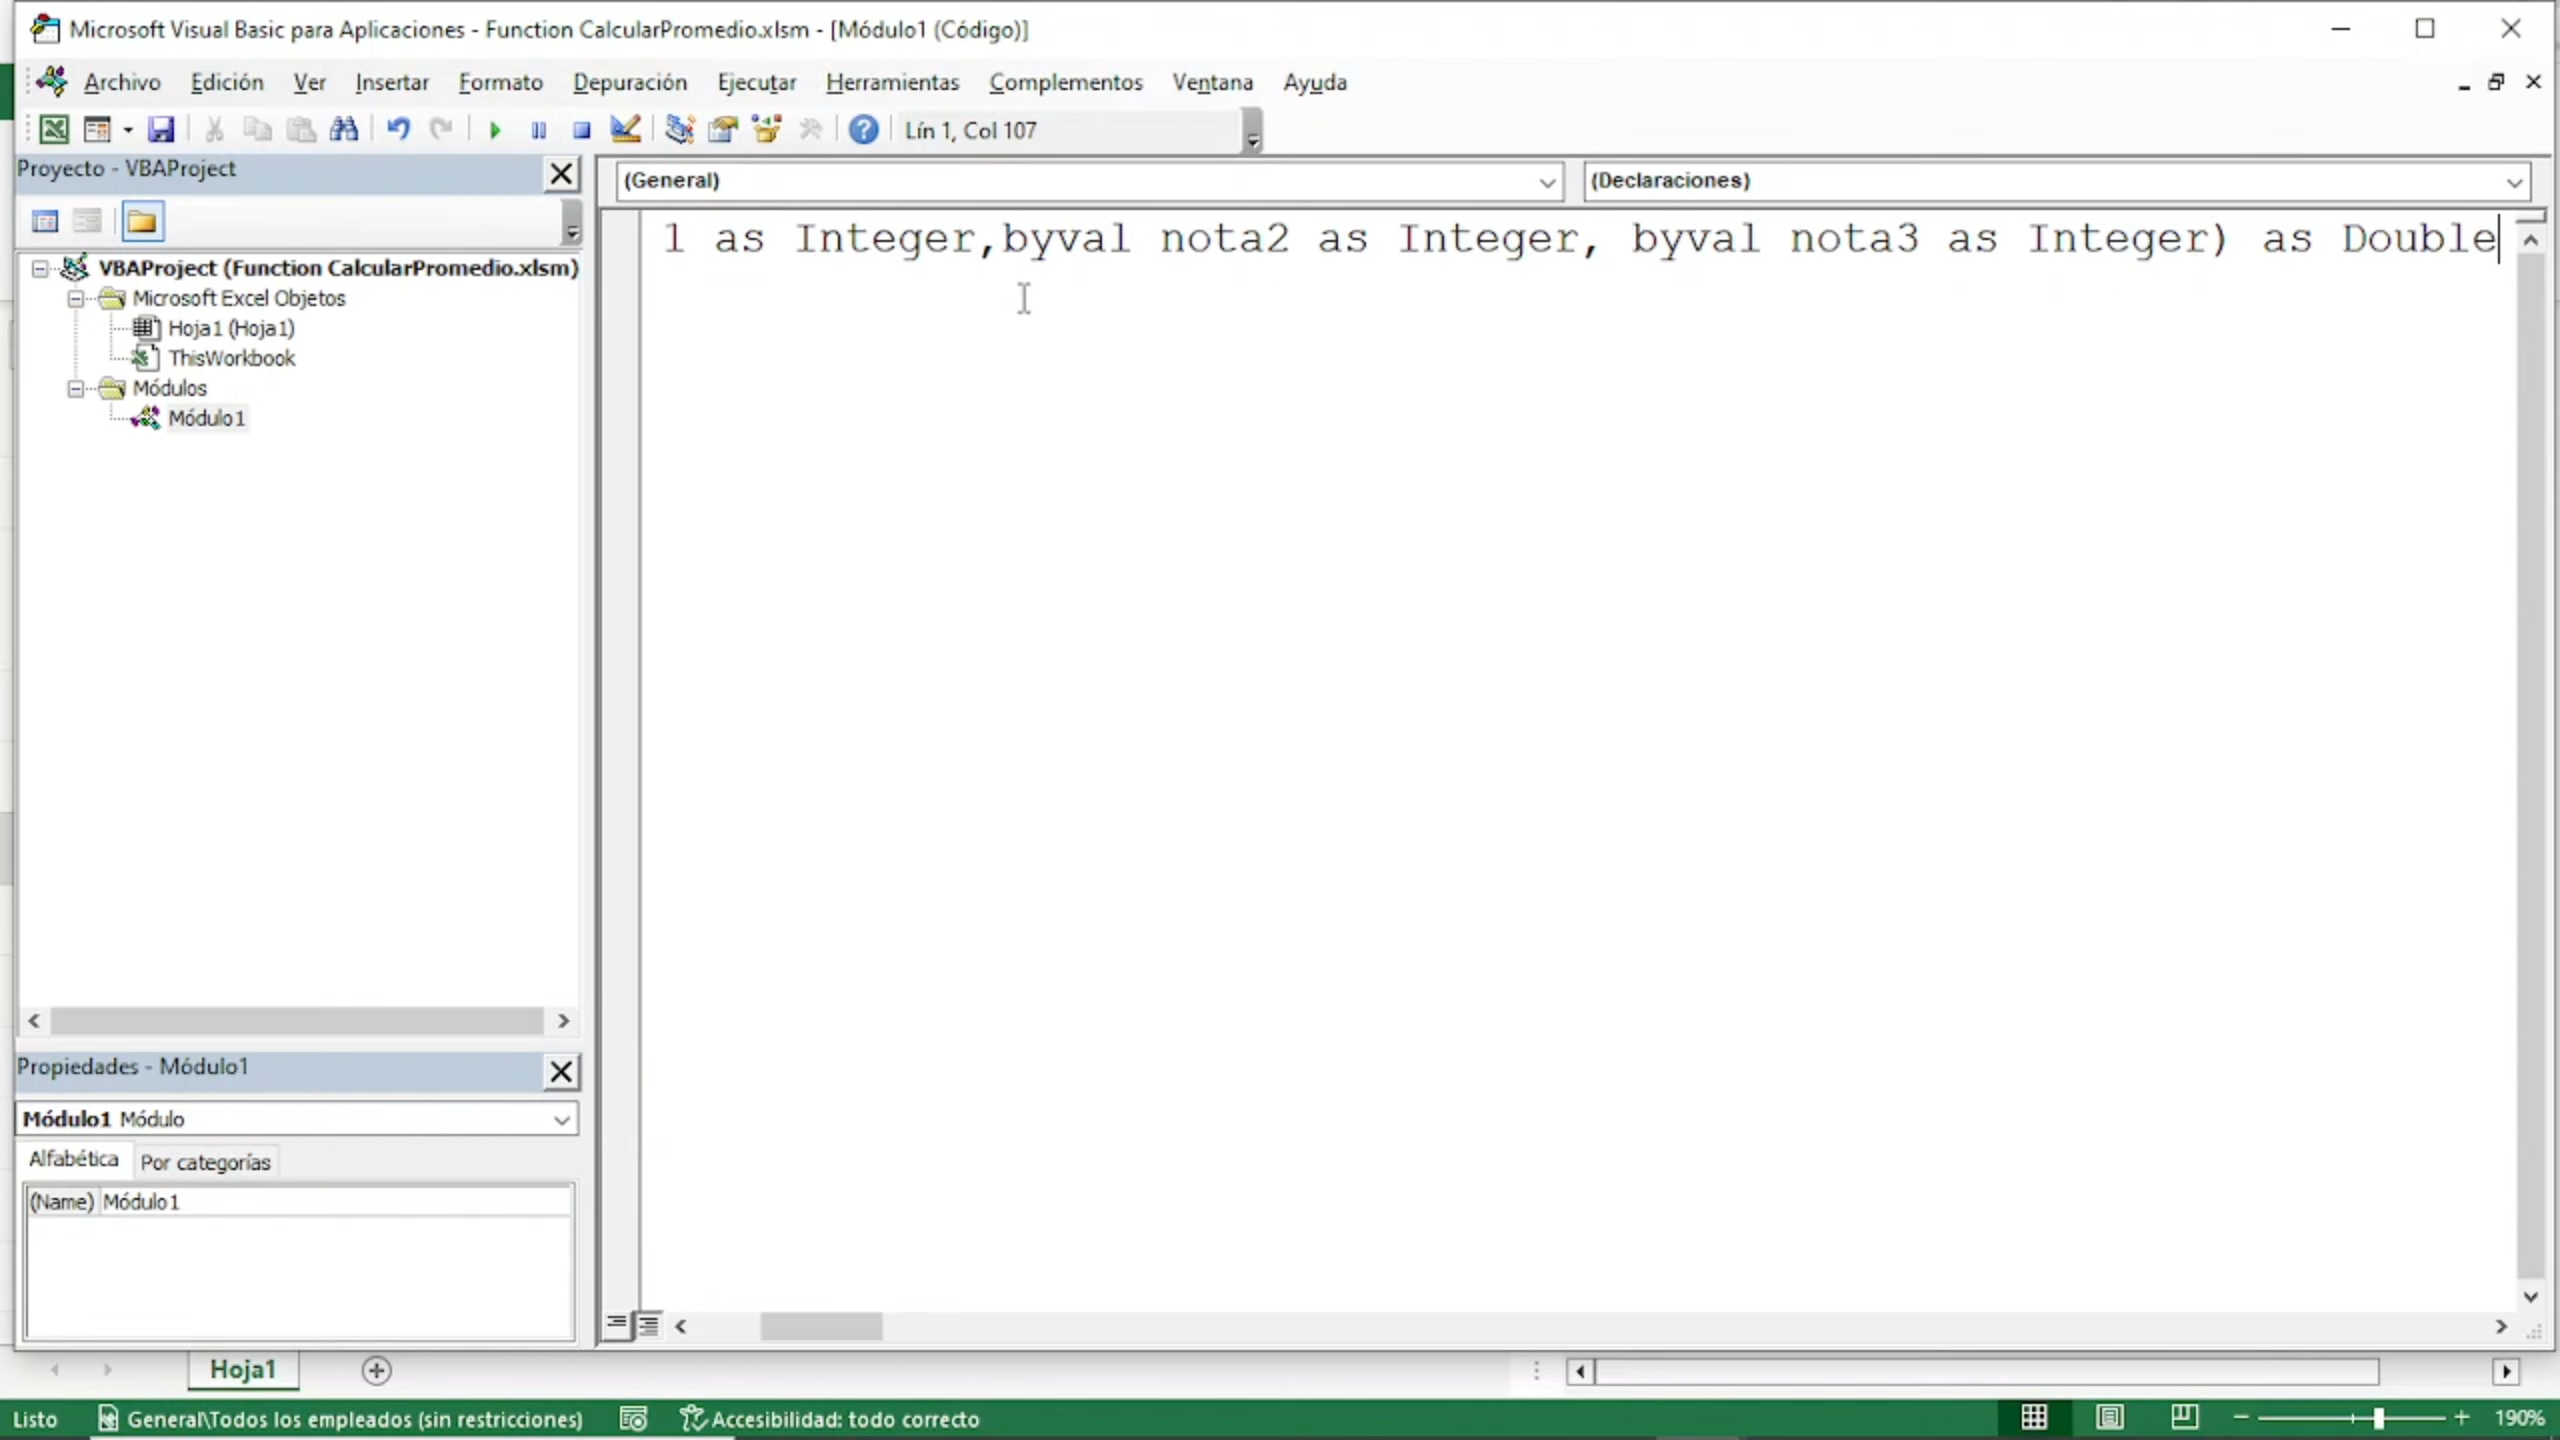 Microsoft Visual Basic para Aplicaciones - Function CalcularPromedio.xlsm - [Módulo1 (Código)]
Archivo Edición Ver Insertar Formato Depuración Ejecutar Herramientas Complementos Ventana Ayuda
Lín 1, Col 107
Proyecto - VBAProject
(General) (Declaraciones)
1 as Integer,byval nota2 as Integer, byval nota3 as Integer) as Double
VBAProject (Function CalcularPromedio.xlsm)
Microsoft Excel Objetos
Hoja1 (Hoja1)
ThisWorkbook
Módulos
Módulo1
Propiedades - Módulo1
Módulo1 Módulo
Alfabética Por categorías
(Name) Módulo1
Hoja1
Listo General\Todos los empleados (sin restricciones) Accesibilidad: todo correcto 190%